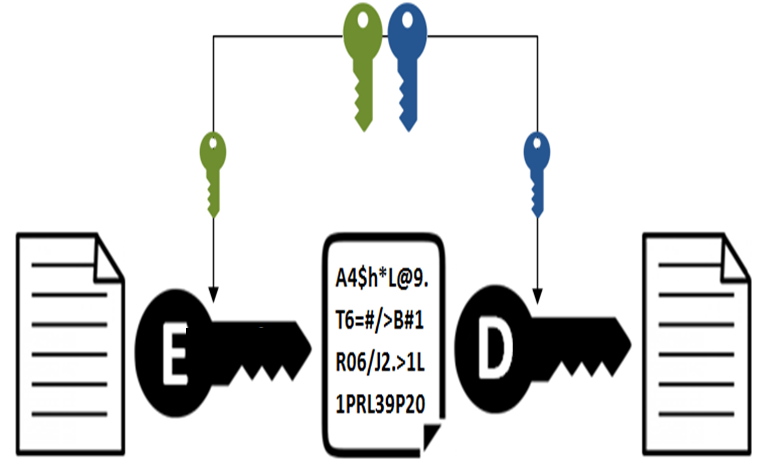 E
A4$h*L@9.
T6=#/>B#1
R06/J2.>1L
1PRL39P20
D